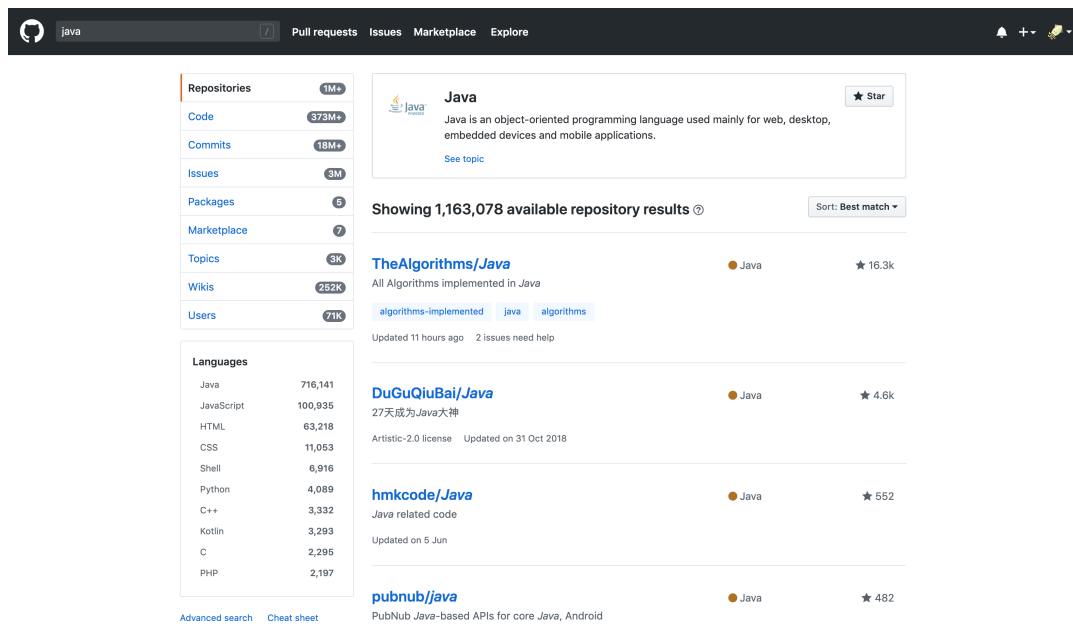 java /
Pull requests Issues Marketplace Explore
Repositories 1M+
Code 373M+
Commits 18M+
Issues 3M
Packages 5
Marketplace 7
Topics 3K
Wikis 252K
Users 71K
Languages
Java 716,141
JavaScript 100,935
HTML 63,218
CSS 11,053
Shell 6,916
Python 4,089
C++ 3,332
Kotlin 3,293
C 2,295
PHP 2,197
Advanced search Cheat sheet
Java
POWERED
Java
Star
Java is an object-oriented programming language used mainly for web, desktop,
embedded devices and mobile applications.
See topic
Showing 1,163,078 available repository results ?
Sort: Best match
TheAlgorithms/Java Java 16.3k
All Algorithms implemented in Java
algorithms-implemented java algorithms
Updated 11 hours ago 2 issues need help
DuGuQiuBai/Java Java 4.6k
27天成为Java大神
Artistic-2.0 license Updated on 31 Oct 2018
hmkcode/Java Java 552
Java related code
Updated on 5 Jun
pubnub/java Java 482
PubNub Java-based APIs for core Java, Android